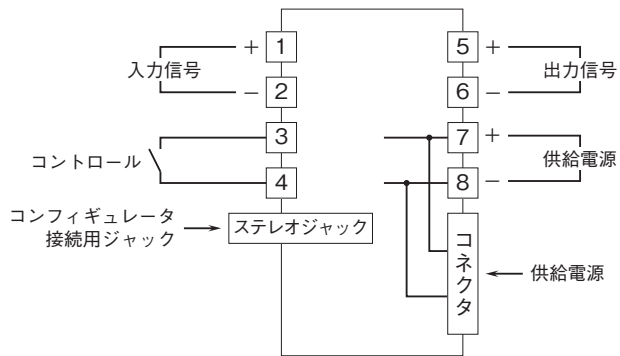 + 1
入力信号
− 2
3
コントロール
4
コンフィギュレータ
接続用ジャック
ステレオジャック
5 +
出力信号
6 −
7 +
供給電源
8 −
コネクタ
供給電源